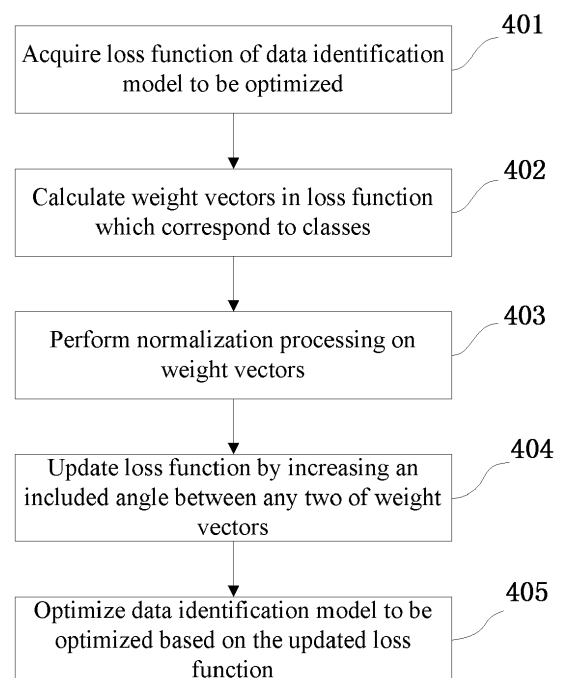 401
Acquire loss function of data identification
model to be optimized
402
Calculate weight vectors in loss function
which correspond to classes
403
Perform normalization processing on
weight vectors
404
Update loss function by increasing an
included angle between any two of weight
vectors
405
Optimize data identification model to be
optimized based on the updated loss
function